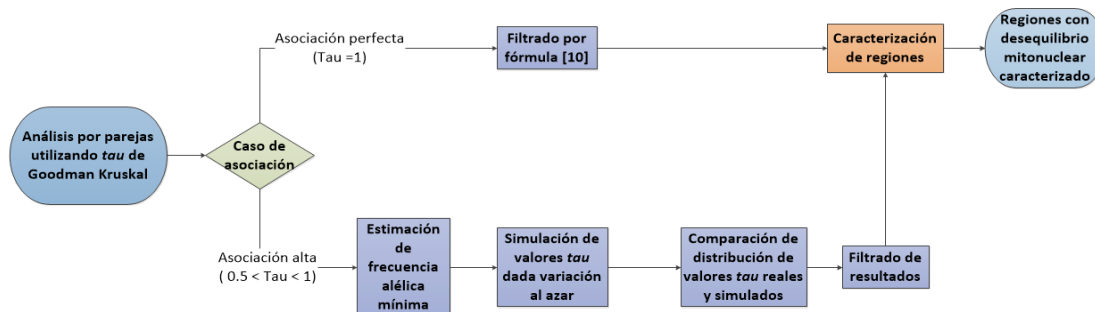 Análisis por parejas
utilizando tau de
Goodman Kruskal
Caso de
asociación
Asociación perfecta
(Tau =1)
Filtrado por
fórmula [10]
Caracterización
de regiones
Regiones con
desequilibrio
mitonuclear
caracterizado
Asociación alta
( 0.5 < Tau < 1)
Estimación
de
frecuencia
alélica
mínima
Simulación de
valores tau
dada variación
al azar
Comparación de
distribución de
valores tau reales
y simulados
Filtrado de
resultados